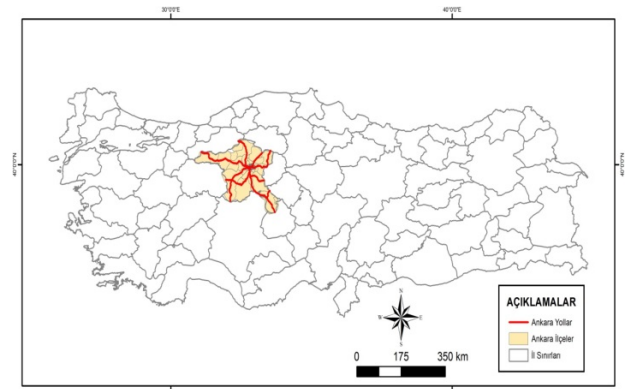 30°0'0"E
40°0'0"E
40°0'0"N
40°0'0"N
N
W
E
S
0 175 350 km
AÇIKLAMALAR
Ankara Yollar
Ankara İlçeler
İl Sınırları